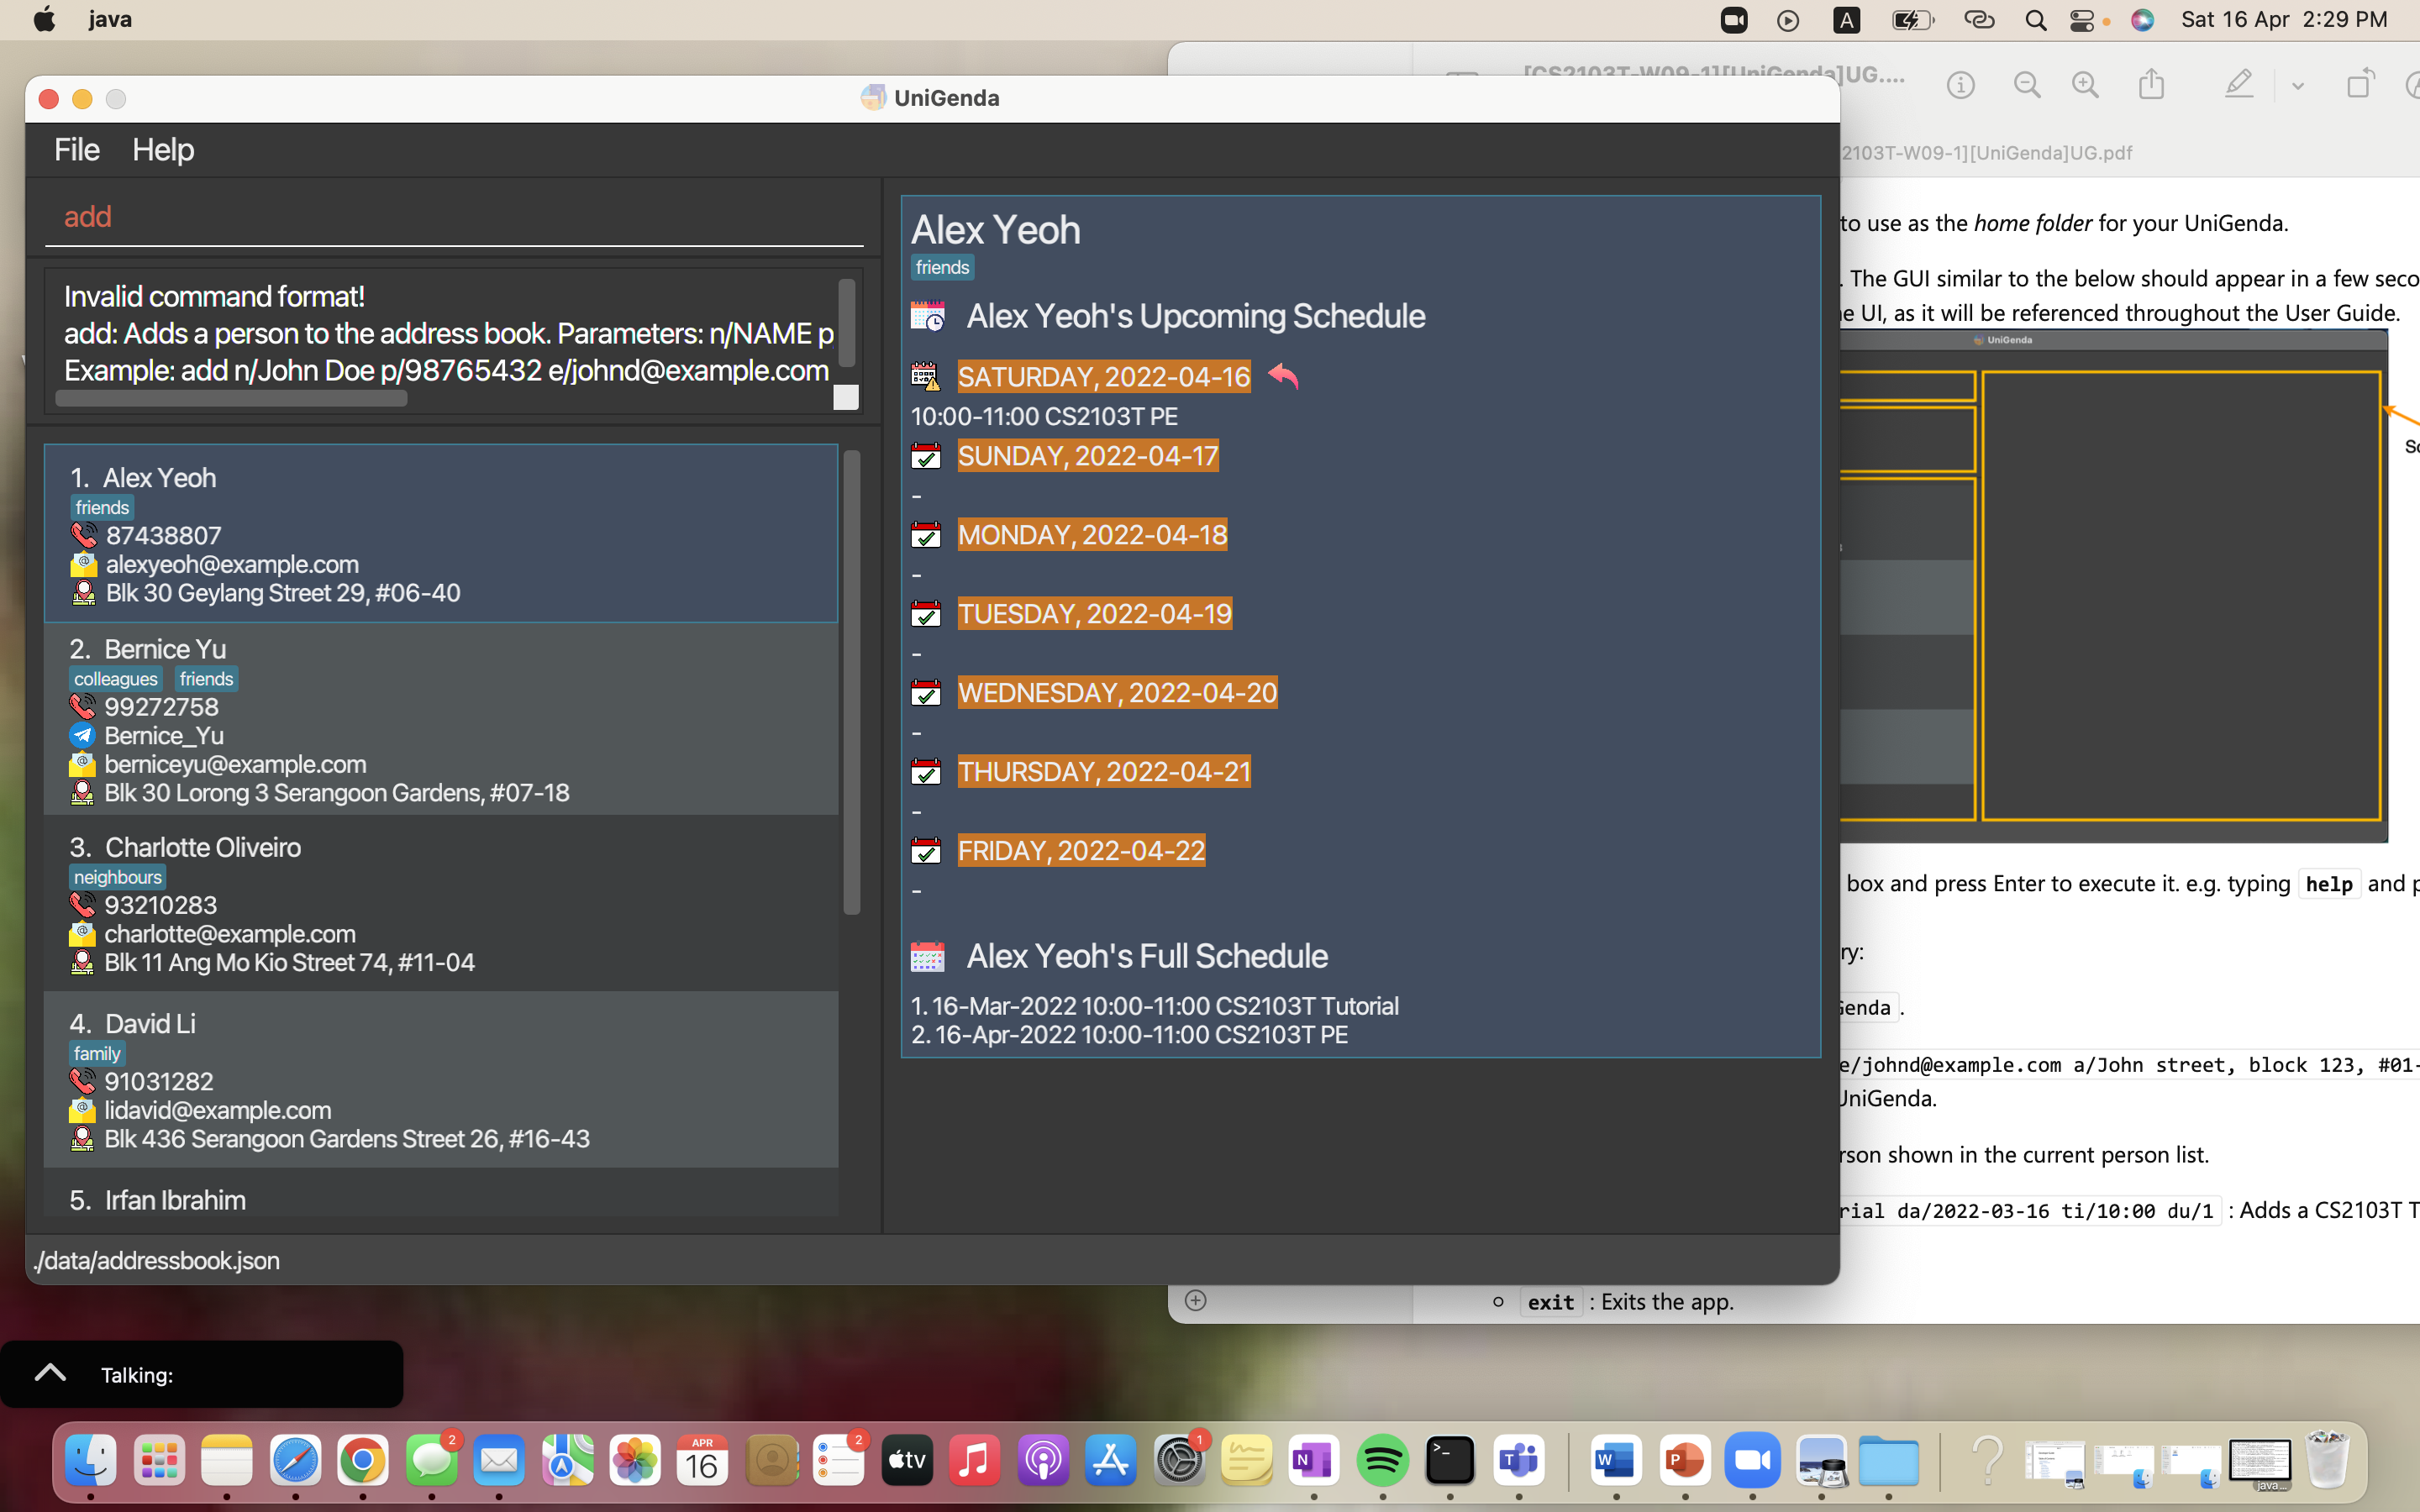 java
A
Sat 16 Apr 2:29 PM
UniGenda
File Help
add
Invalid command format!
add: Adds a person to the address book. Parameters: n/NAME p
Example: add n/John Doe p/98765432 e/johnd@example.com
1. Alex Yeoh
friends
87438807
alexyeoh@example.com
Blk 30 Geylang Street 29, #06-40
2. Bernice Yu
colleagues friends
99272758
Bernice_Yu
berniceyu@example.com
Blk 30 Lorong 3 Serangoon Gardens, #07-18
3. Charlotte Oliveiro
neighbours
93210283
charlotte@example.com
Blk 11 Ang Mo Kio Street 74, #11-04
4. David Li
family
91031282
lidavid@example.com
Blk 436 Serangoon Gardens Street 26, #16-43
5. Irfan Ibrahim
./data/addressbook.json
Alex Yeoh
friends
Alex Yeoh's Upcoming Schedule
SATURDAY, 2022-04-16
10:00-11:00 CS2103T PE
SUNDAY, 2022-04-17
-
MONDAY, 2022-04-18
-
TUESDAY, 2022-04-19
-
WEDNESDAY, 2022-04-20
-
THURSDAY, 2022-04-21
-
FRIDAY, 2022-04-22
-
Alex Yeoh's Full Schedule
1. 16-Mar-2022 10:00-11:00 CS2103T Tutorial
2. 16-Apr-2022 10:00-11:00 CS2103T PE
[CS2103T-W09-1][UniGenda]UG....
2103T-W09-1][UniGenda]UG.pdf
to use as the home folder for your UniGenda.
. The GUI similar to the below should appear in a few seco
e UI, as it will be referenced throughout the User Guide.
UniGenda
box and press Enter to execute it. e.g. typing help and p
ry:
Genda .
e/johnd@example.com a/John street, block 123, #01-
UniGenda.
rson shown in the current person list.
rial da/2022-03-16 ti/10:00 du/1 : Adds a CS2103T T
exit : Exits the app.
Talking:
2
APR
16
2
tv
1
N
T
W
P
java...